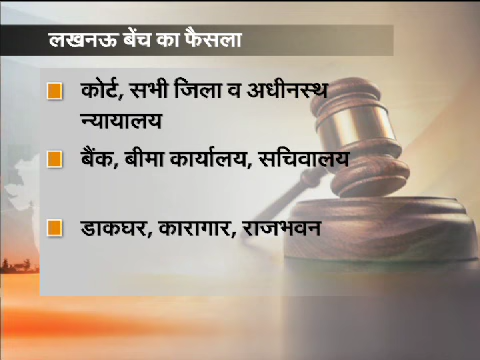 लखनऊ बेंच का फैसला
कोर्ट, सभी जिला व अधीनस्थ
न्यायालय
बैंक, बीमा कार्यालय, सचिवालय
डाकघर, कारागार, राजभवन